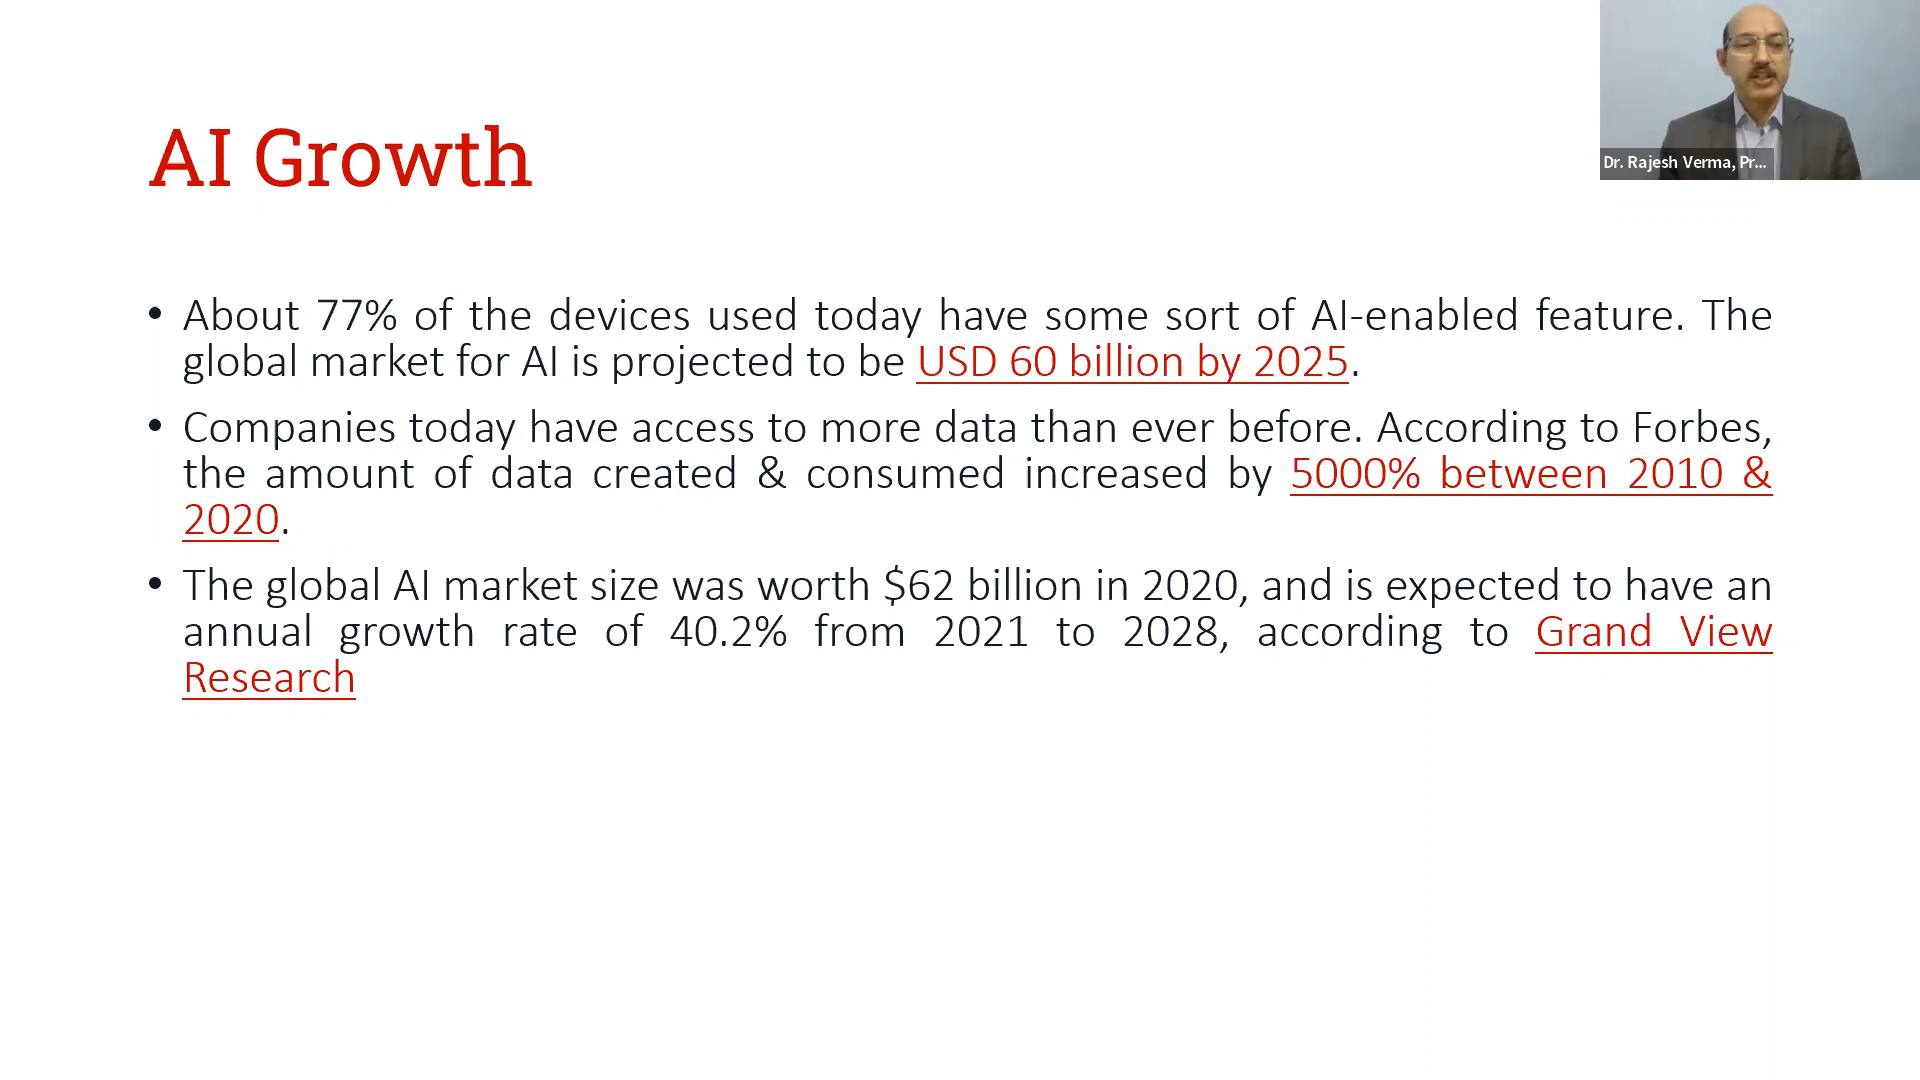 Dr. Rajesh Verma, Pr...
AI Growth
• About 77% of the devices used today have some sort of AI-enabled feature. The
global market for AI is projected to be USD 60 billion by 2025.
• Companies today have access to more data than ever before. According to Forbes,
the amount of data created & consumed increased by 5000% between 2010 &
2020.
• The global AI market size was worth $62 billion in 2020, and is expected to have an
annual growth rate of 40.2% from 2021 to 2028, according to Grand View
Research